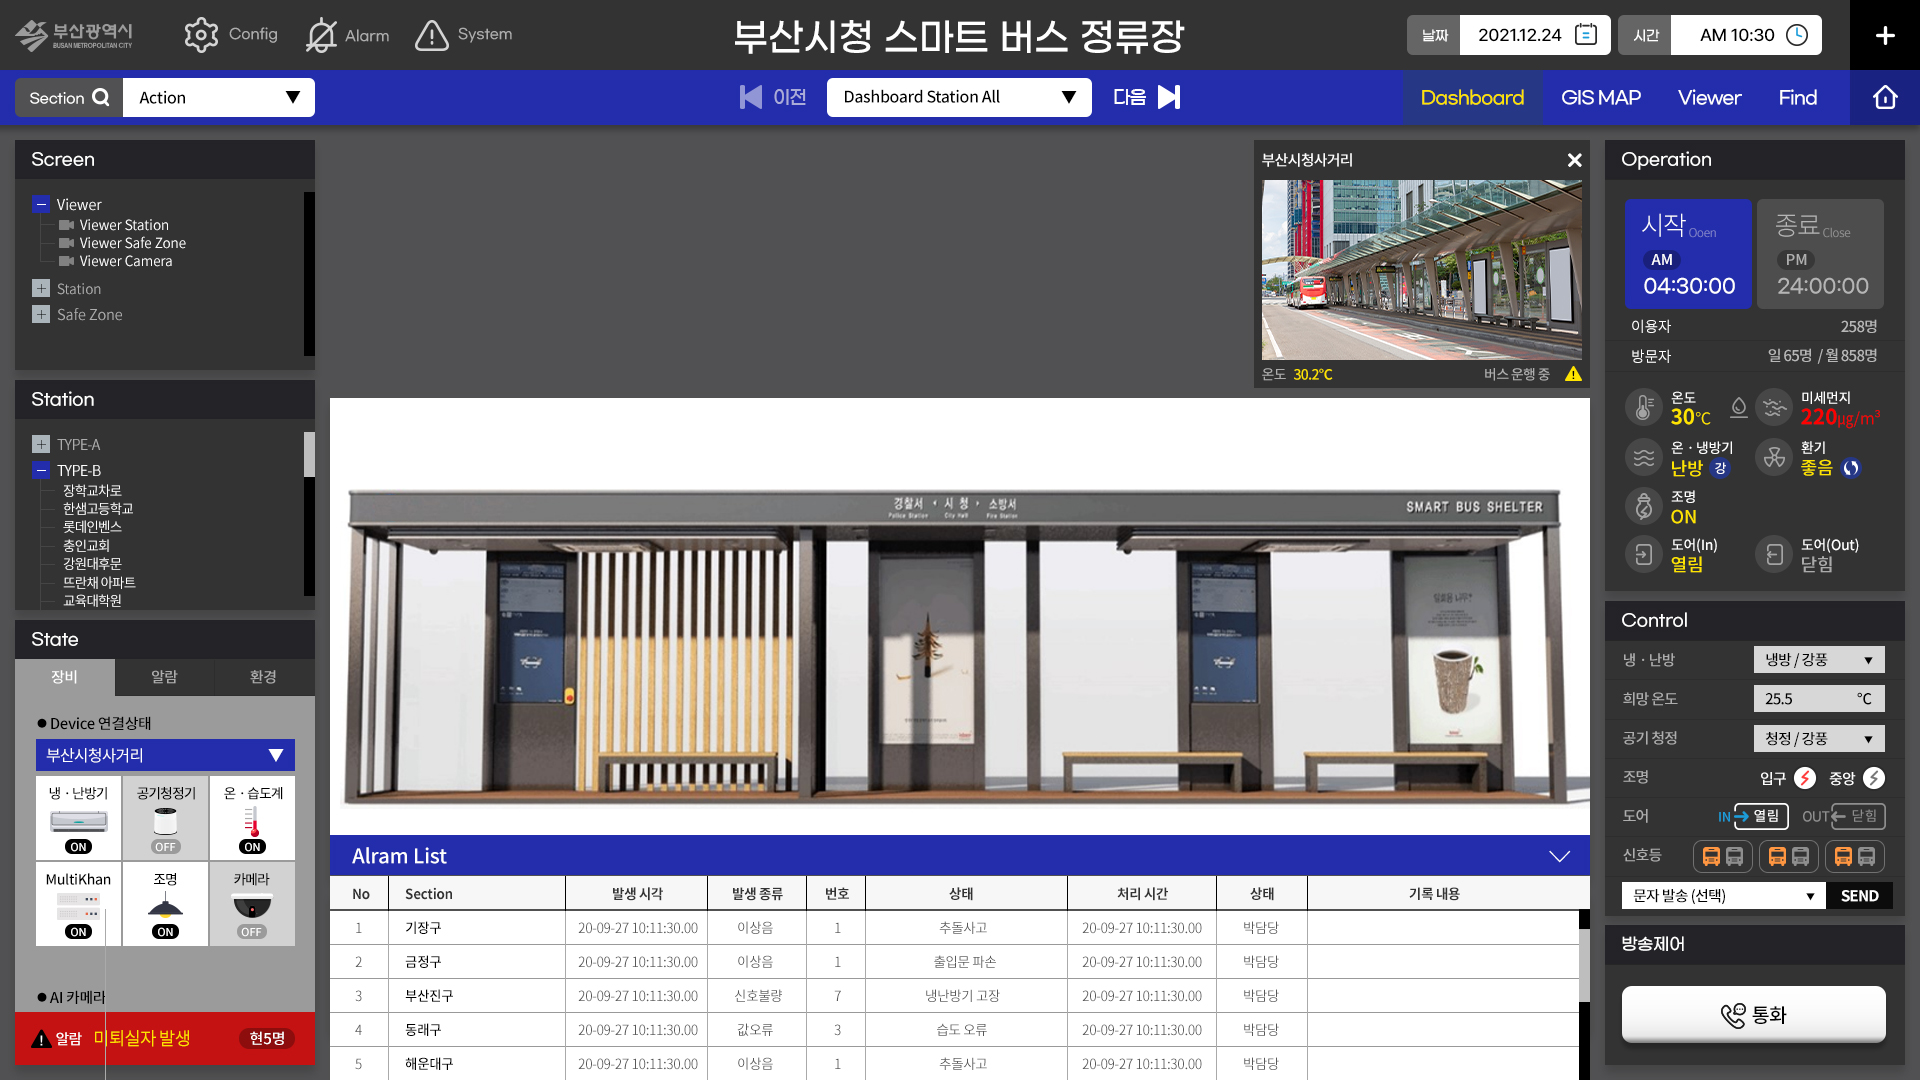 부산광역시
BUSAN METROPOLITAN CITY
Config
Alarm
System
부산시청 스마트 버스 정류장
날짜 2021.12.24
시간 AM 10:30
Section Action
이전 Dashboard Station All 다음
Dashboard GIS MAP Viewer Find
Screen
Viewer
Viewer Station
Viewer Safe Zone
Viewer Camera
Station
Safe Zone
Station
TYPE-A
TYPE-B
장학교차로
한샘고등학교
롯데인벤스
충인교회
강원대후문
뜨란채 아파트
교육대학원
State
장비 알람 환경
● Device 연결상태
부산시청사거리
냉 · 난방기 공기청정기 온 · 습도계
ON OFF ON
MultiKhan 조명 카메라
ON ON OFF
● AI 카메라
알람 미퇴실자 발생 현5명
부산시청사거리
온도 30.2℃ 버스 운행 중
경찰서 · 시 청 · 소방서
Police Station City Hall Fire Station
SMART BUS SHELTER
Alram List
No Section 발생 시각 발생 종류 번호 상태 처리 시간 상태 기록 내용
1 기장구 20-09-27 10:11:30.00 이상음 1 추돌사고 20-09-27 10:11:30.00 박담당
2 금정구 20-09-27 10:11:30.00 이상음 1 출입문 파손 20-09-27 10:11:30.00 박담당
3 부산진구 20-09-27 10:11:30.00 신호불량 7 냉난방기 고장 20-09-27 10:11:30.00 박담당
4 동래구 20-09-27 10:11:30.00 값오류 3 습도 오류 20-09-27 10:11:30.00 박담당
5 해운대구 20-09-27 10:11:30.00 이상음 1 추돌사고 20-09-27 10:11:30.00 박담당
Operation
시작 Ooen 종료 Close
AM PM
04:30:00 24:00:00
이용자 258명
방문자 일 65명 / 월 858명
온도 미세먼지
30℃ 220µg/m³
온 · 냉방기 환기
난방 강 좋음
조명
ON
도어(In) 도어(Out)
열림 닫힘
Control
냉 · 난방 냉방 / 강풍
희망 온도 25.5 ℃
공기 청정 청정 / 강풍
조명 입구 중앙
도어 IN 열림 OUT 닫힘
신호등
문자 발송 (선택) SEND
방송제어
통화